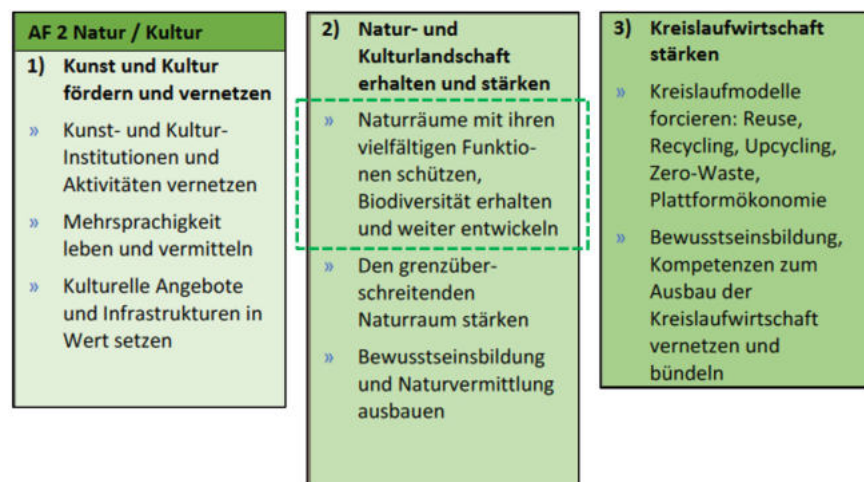 AF 2 Natur / Kultur
1) Kunst und Kultur
fördern und vernetzen
» Kunst- und Kultur-
Institutionen und
Aktivitäten vernetzen
» Mehrsprachigkeit
leben und vermitteln
» Kulturelle Angebote
und Infrastrukturen in
Wert setzen
2) Natur- und
Kulturlandschaft
erhalten und stärken
» Naturräume mit ihren
vielfältigen Funktio-
nen schützen,
Biodiversität erhalten
und weiter entwickeln
» Den grenzüber-
schreitenden
Naturraum stärken
» Bewusstseinsbildung
und Naturvermittlung
ausbauen
3) Kreislaufwirtschaft
stärken
» Kreislaufmodelle
forcieren: Reuse,
Recycling, Upcycling,
Zero-Waste,
Plattformökonomie
» Bewusstseinsbildung,
Kompetenzen zum
Ausbau der
Kreislaufwirtschaft
vernetzen und
bündeln